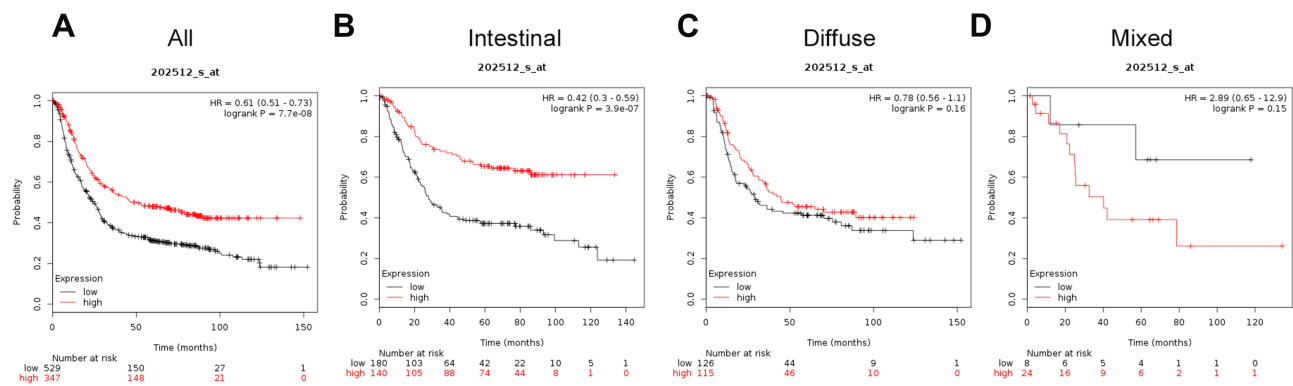 A
All
202512_s_at
HR = 0.61 (0.51 - 0.73)
logrank P = 7.7e-08
Probability
1.0
0.8
0.6
0.4
0.2
0.0
Expression
low
high
0 50 100 150
Time (months)
Number at risk
low 529 150 27 1
high 347 148 21 0
B
Intestinal
202512_s_at
HR = 0.42 (0.3 - 0.59)
logrank P = 3.9e-07
Probability
1.0
0.8
0.6
0.4
0.2
0.0
Expression
low
high
0 20 40 60 80 100 120 140
Time (months)
Number at risk
low 180 103 64 42 22 10 5 1
high 140 105 88 74 44 8 1 0
C
Diffuse
202512_s_at
HR = 0.78 (0.56 - 1.1)
logrank P = 0.16
Probability
1.0
0.8
0.6
0.4
0.2
0.0
Expression
low
high
0 50 100 150
Time (months)
Number at risk
low 126 44 9 1
high 115 46 10 0
D
Mixed
202512_s_at
HR = 2.89 (0.65 - 12.9)
logrank P = 0.15
Probability
1.0
0.8
0.6
0.4
0.2
0.0
Expression
low
high
0 20 40 60 80 100 120
Time (months)
Number at risk
low 8 6 5 4 1 1 0
high 24 16 9 6 2 1 1